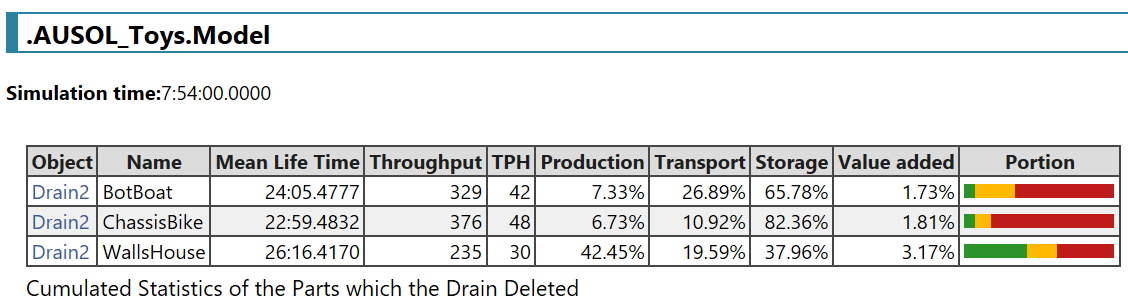 .AUSOL_Toys.Model
Simulation time:7:54:00.0000
Object Name Mean Life Time Throughput TPH Production Transport Storage Value added Portion
Drain2 BotBoat 24:05.4777 329 42 7.33% 26.89% 65.78% 1.73%
Drain2 ChassisBike 22:59.4832 376 48 6.73% 10.92% 82.36% 1.81%
Drain2 WallsHouse 26:16.4170 235 30 42.45% 19.59% 37.96% 3.17%
Cumulated Statistics of the Parts which the Drain Deleted